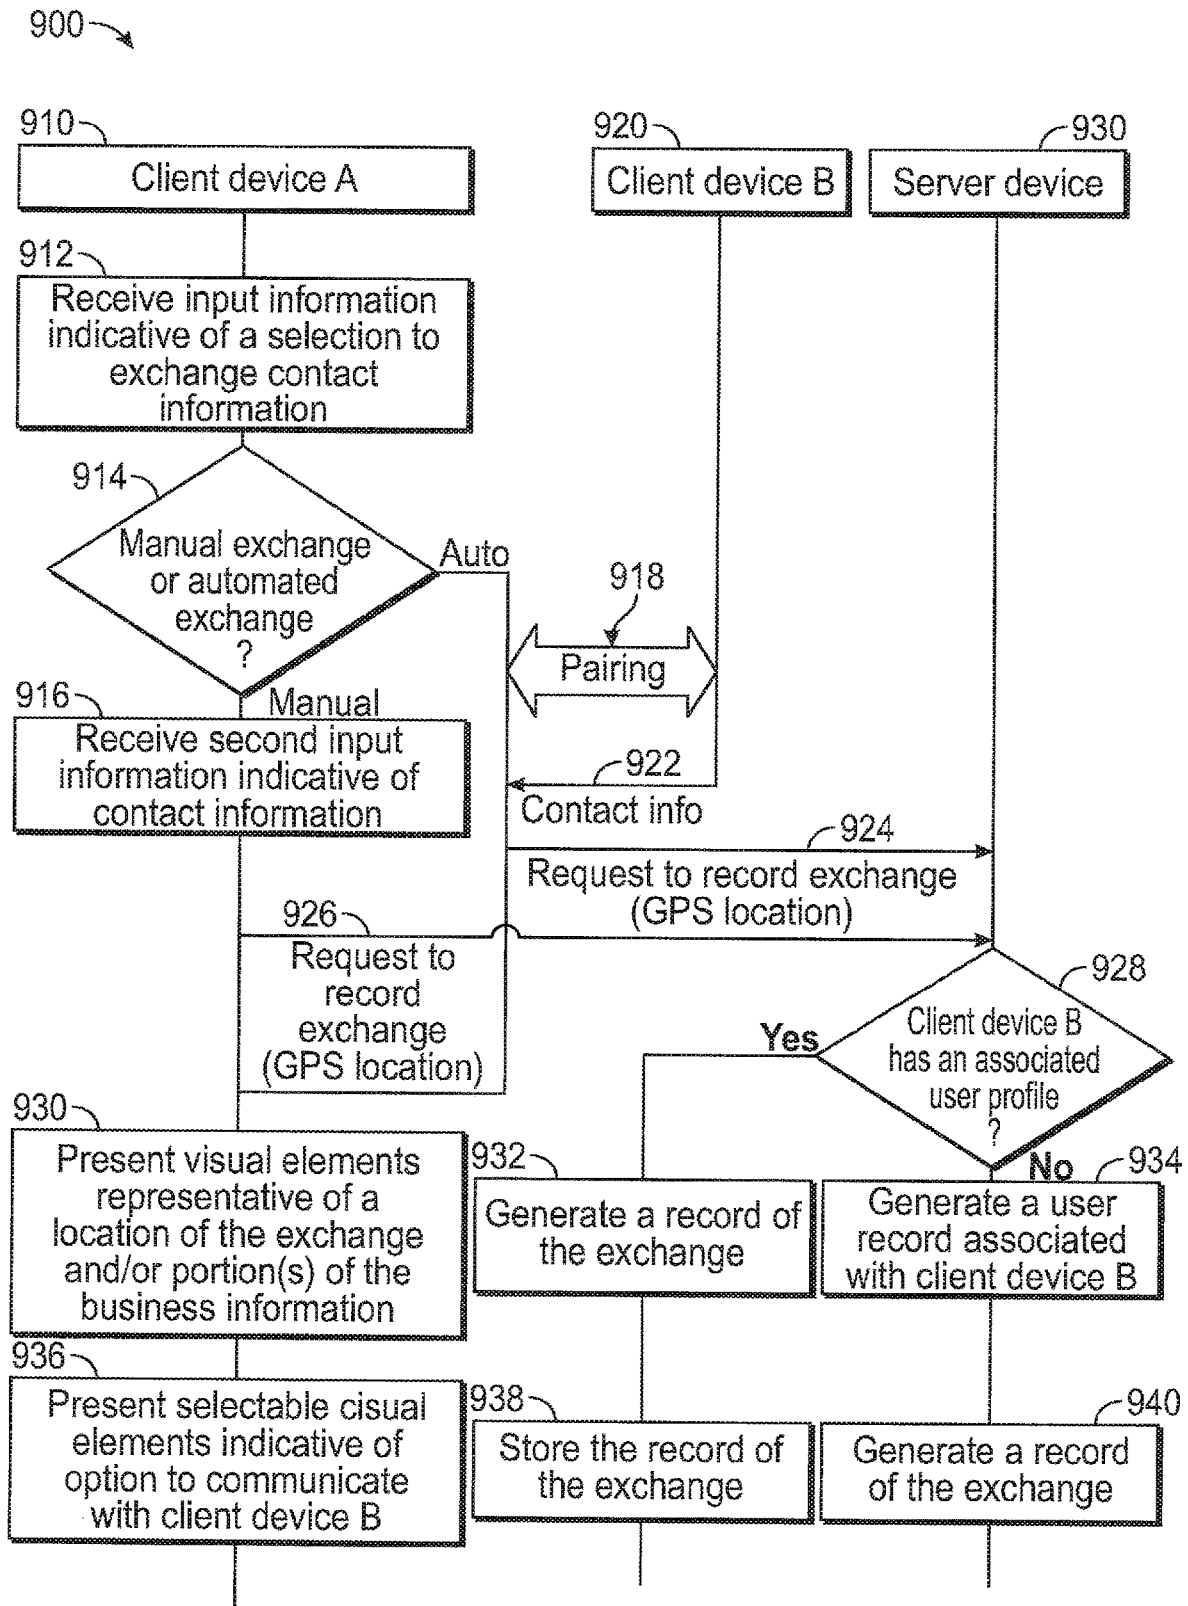 900
910
920
930
Client device A
Client device B
Server device
912
Receive input information
indicative of a selection to
exchange contact
information
914
Manual exchange
or automated
exchange
?
Auto
918
Pairing
916
Manual
Receive second input
information indicative of
contact information
922
Contact info
924
Request to record exchange
(GPS location)
926
Request to
record
exchange
(GPS location)
928
Client device B
has an associated
user profile
?
Yes
No
930
Present visual elements
representative of a
location of the exchange
and/or portion(s) of the
business information
932
Generate a record of
the exchange
934
Generate a user
record associated
with client device B
936
Present selectable cisual
elements indicative of
option to communicate
with client device B
938
Store the record of
the exchange
940
Generate a record
of the exchange